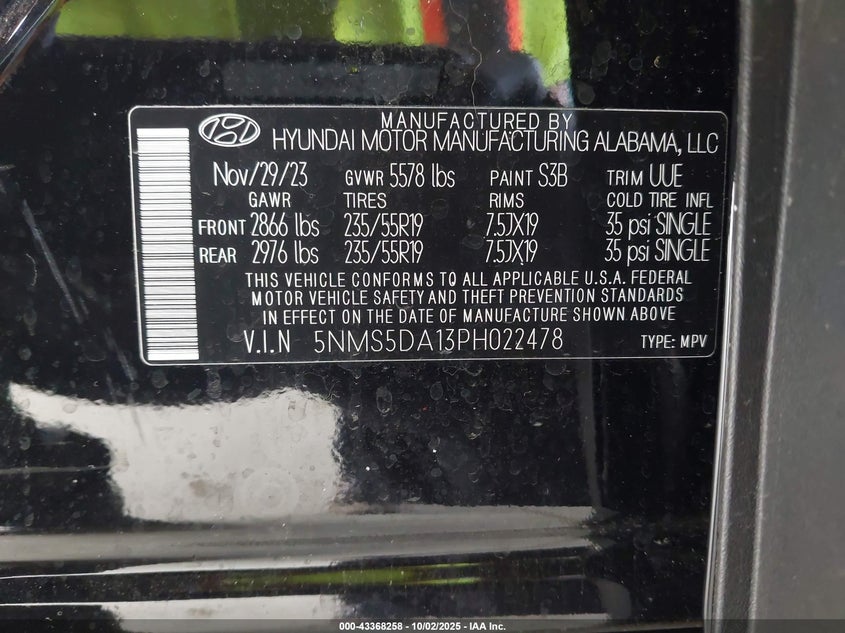 MANUFACTURED BY
HYUNDAI MOTOR MANUFACTURING ALABAMA, LLC
Nov/29/23 GVWR 5578 lbs PAINT S3B TRIM UUE
GAWR TIRES RIMS COLD TIRE INFL
FRONT 2866 lbs 235/55R19 7.5JX19 35 psi SINGLE
REAR 2976 lbs 235/55R19 7.5JX19 35 psi SINGLE
THIS VEHICLE CONFORMS TO ALL APPLICABLE U.S.A. FEDERAL
MOTOR VEHICLE SAFETY AND THEFT PREVENTION STANDARDS
IN EFFECT ON THE DATE OF MANUFACTURE SHOWN ABOVE
V.I.N 5NMS5DA13PH022478 TYPE: MPV
000-43368258 - 10/02/2025 - IAA Inc.